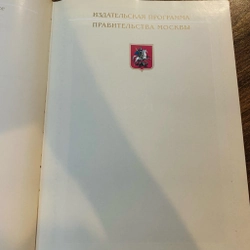 ИЗДАТЕЛЬСКАЯ ПРОГРАММА
ПРАВИТЕЛЬСТВА МОСКВЫ